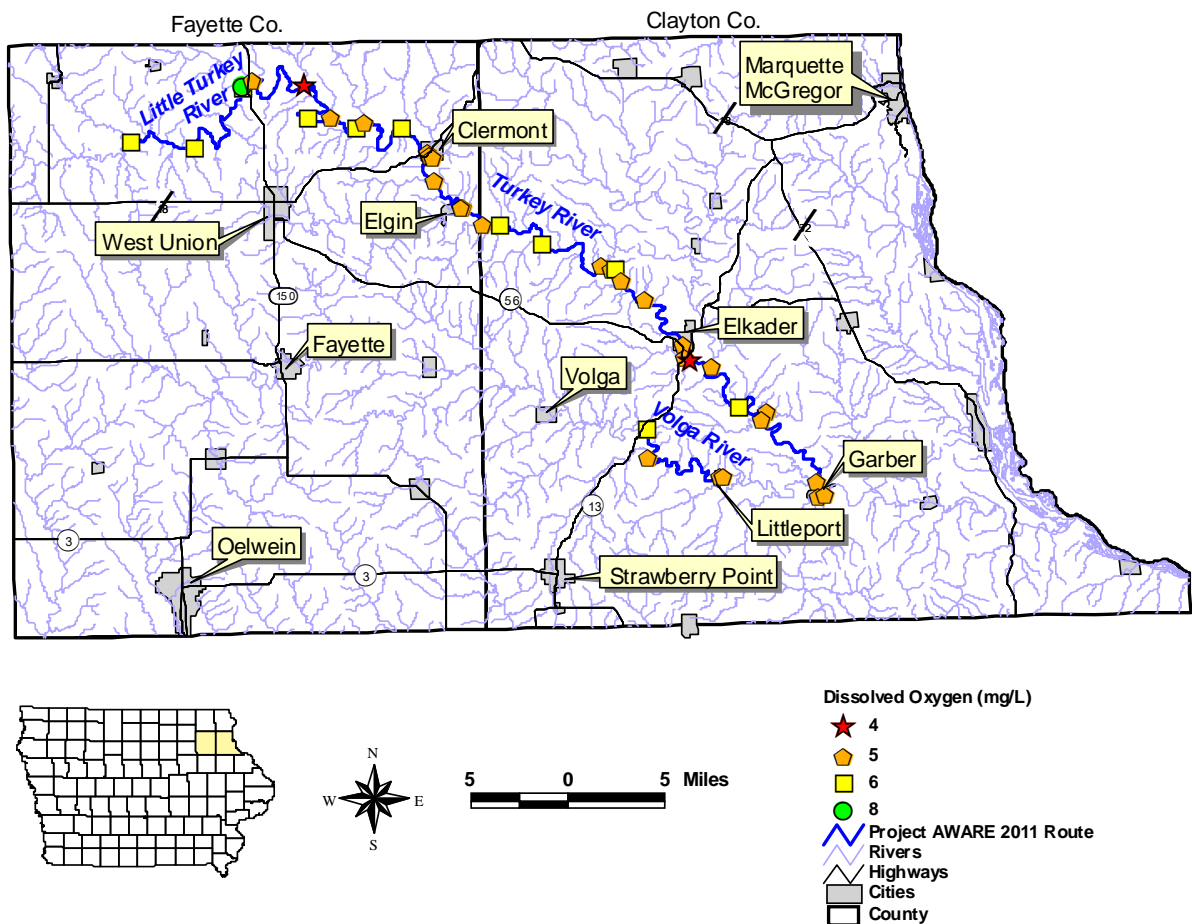 Fayette Co.
Clayton Co.
Little Turkey
River
Marquette
McGregor
Clermont
Turkey River
Elgin
West Union
150
56
Elkader
Fayette
Volga
Volga River
Garber
13
Littleport
3
Oelwein
3
Strawberry Point
Dissolved Oxygen (mg/L)
4
5
6
8
Project AWARE 2011 Route
Rivers
Highways
Cities
County
N
W
E
S
5
0
5
Miles